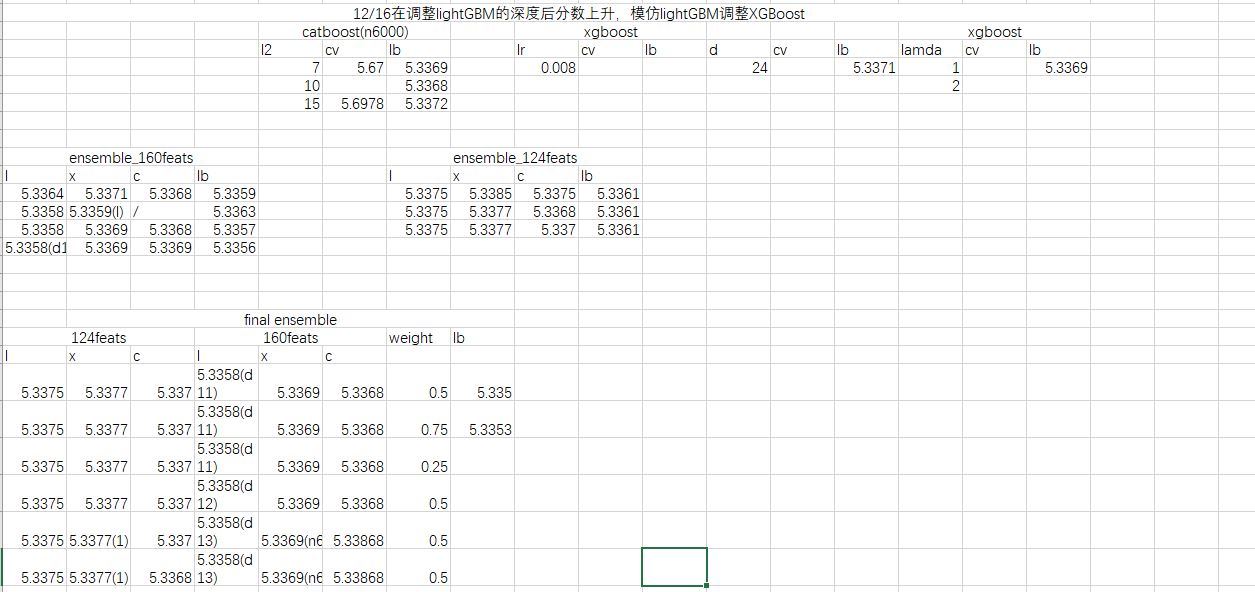 12/16在调整lightGBM的深度后分数上升，模仿lightGBM调整XGBoost
catboost(n6000) xgboost xgboost
l2 cv lb lr cv lb d cv lb lamda cv lb
7 5.67 5.3369 0.008 24 5.3371 1 5.3369
10 5.3368 2
15 5.6978 5.3372
ensemble_160feats ensemble_124feats
l x c lb l x c lb
5.3364 5.3371 5.3368 5.3359 5.3375 5.3385 5.3375 5.3361
5.3358 5.3359(l) / 5.3363 5.3375 5.3377 5.3368 5.3361
5.3358 5.3369 5.3368 5.3357 5.3375 5.3377 5.337 5.3361
5.3358(d1 5.3369 5.3369 5.3356
final ensemble
124feats 160feats weight lb
l x c l x c
5.3358(d
5.3375 5.3377 5.337 11) 5.3369 5.3368 0.5 5.335
5.3358(d
5.3375 5.3377 5.337 11) 5.3369 5.3368 0.75 5.3353
5.3358(d
5.3375 5.3377 5.337 11) 5.3369 5.3368 0.25
5.3358(d
5.3375 5.3377 5.337 12) 5.3369 5.3368 0.5
5.3358(d
5.3375 5.3377(1) 5.337 13) 5.3369(n6 5.33868 0.5
5.3358(d
5.3375 5.3377(1) 5.3368 13) 5.3369(n6 5.33868 0.5